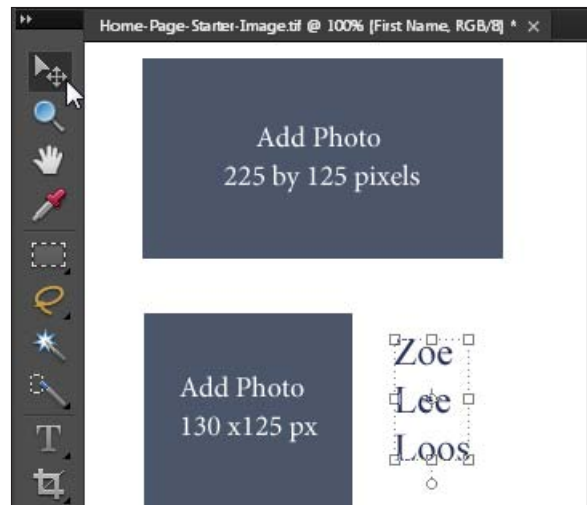 Home-Page-Starter-Image.tif @ 100% (First Name, RGB/8) * ×
Add Photo
225 by 125 pixels
Add Photo
130 x125 px
Zoe
Lee
Loos
T